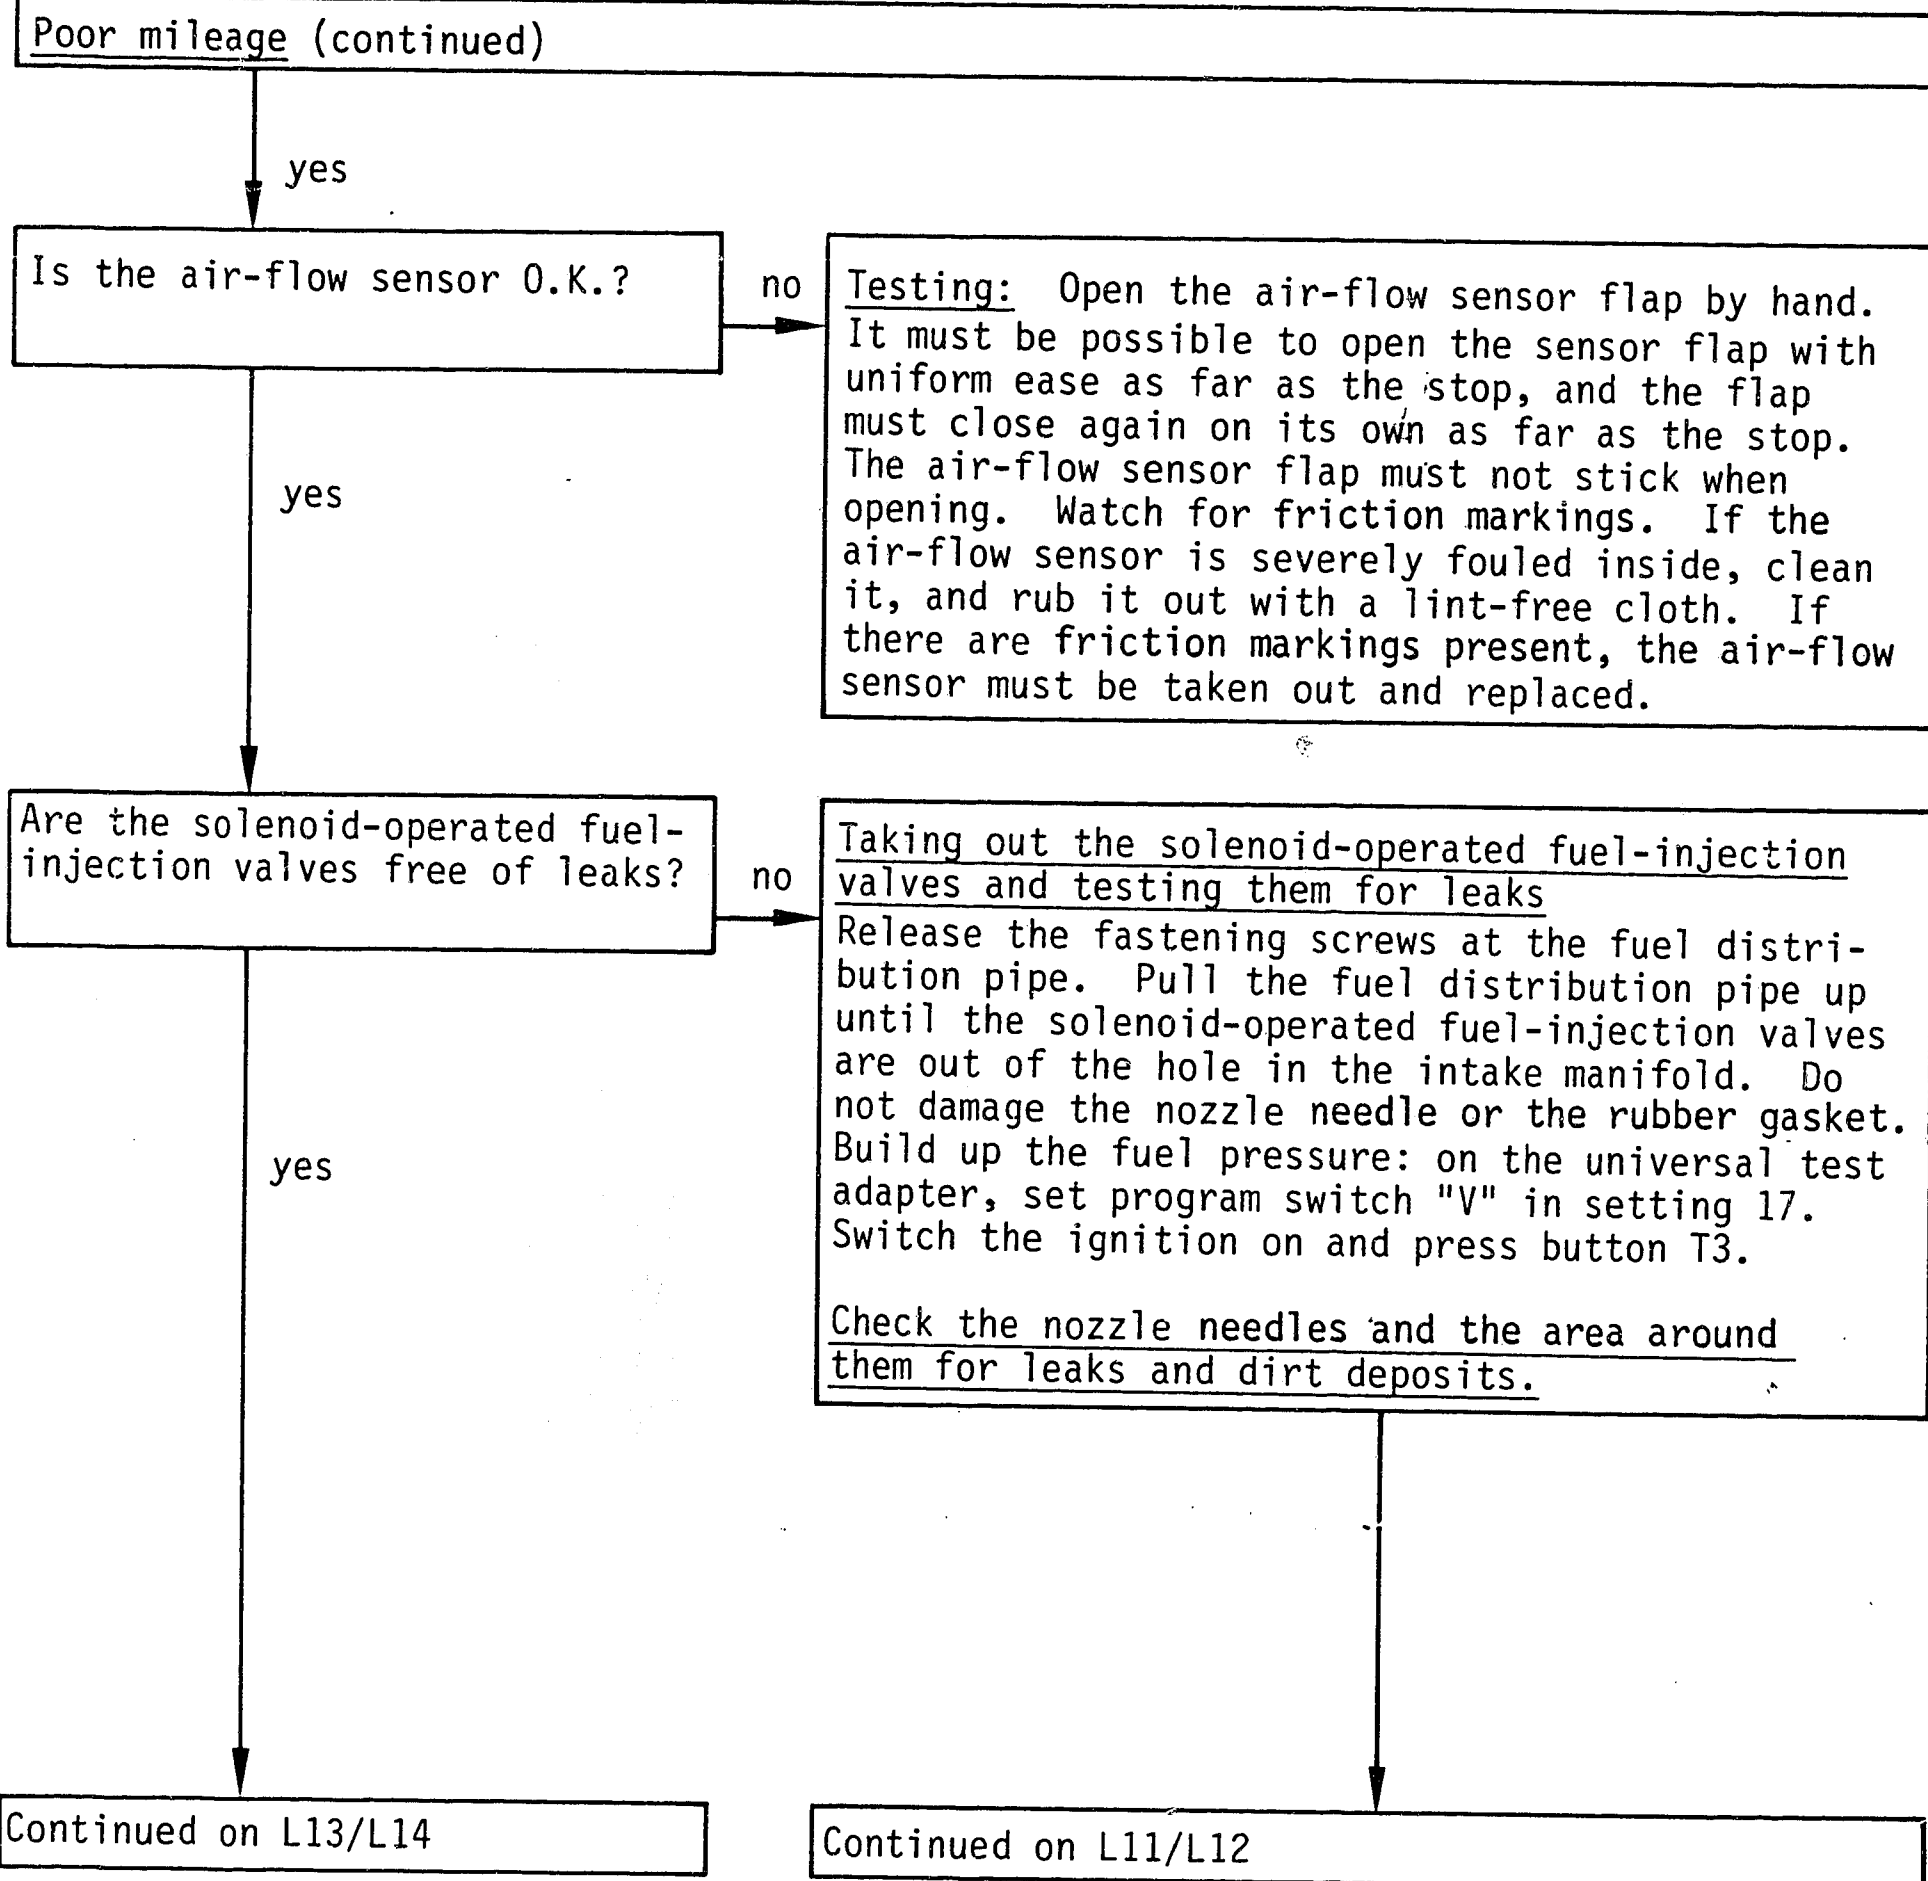 Poor mileage (continued)
yes
Is the air-flow sensor O.K.?
no
Testing: Open the air-flow sensor flap by hand.
It must be possible to open the sensor flap with
uniform ease as far as the stop, and the flap
must close again on its own as far as the stop.
The air-flow sensor flap must not stick when
opening. Watch for friction markings. If the
air-flow sensor is severely fouled inside, clean
it, and rub it out with a lint-free cloth. If
there are friction markings present, the air-flow
sensor must be taken out and replaced.
yes
Are the solenoid-operated fuel-
injection valves free of leaks?
no
Taking out the solenoid-operated fuel-injection
valves and testing them for leaks
Release the fastening screws at the fuel distri-
bution pipe. Pull the fuel distribution pipe up
until the solenoid-operated fuel-injection valves
are out of the hole in the intake manifold. Do
not damage the nozzle needle or the rubber gasket.
Build up the fuel pressure: on the universal test
adapter, set program switch "V" in setting 17.
Switch the ignition on and press button T3.
Check the nozzle needles and the area around
them for leaks and dirt deposits.
yes
Continued on L13/L14
Continued on L11/L12